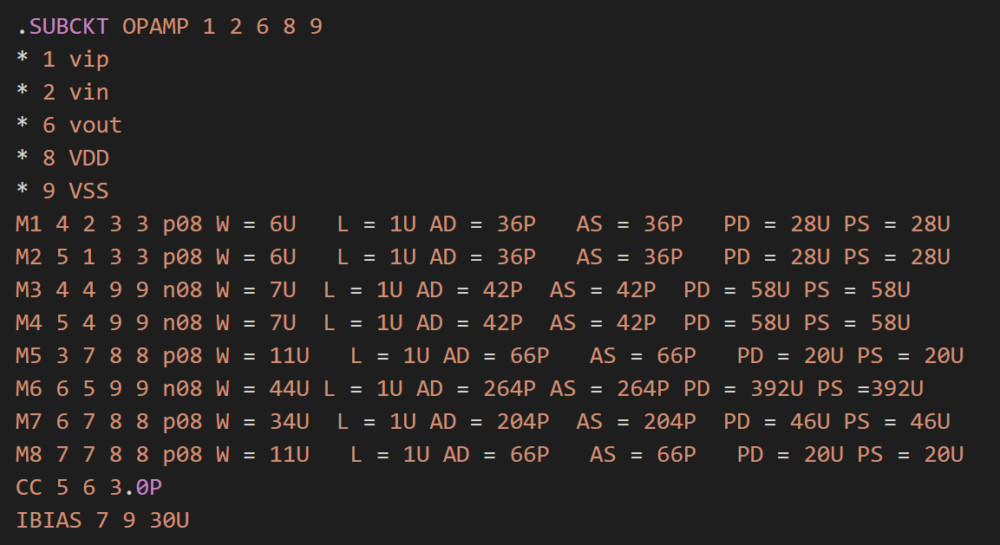 .SUBCKT OPAMP 1 2 6 8 9
* 1 vip
* 2 vin
* 6 vout
* 8 VDD
* 9 VSS
M1 4 2 3 3 p08 W = 6U   L = 1U AD = 36P   AS = 36P   PD = 28U PS = 28U
M2 5 1 3 3 p08 W = 6U   L = 1U AD = 36P   AS = 36P   PD = 28U PS = 28U
M3 4 4 9 9 n08 W = 7U  L = 1U AD = 42P  AS = 42P  PD = 58U PS = 58U
M4 5 4 9 9 n08 W = 7U  L = 1U AD = 42P  AS = 42P  PD = 58U PS = 58U
M5 3 7 8 8 p08 W = 11U   L = 1U AD = 66P   AS = 66P   PD = 20U PS = 20U
M6 6 5 9 9 n08 W = 44U L = 1U AD = 264P AS = 264P PD = 392U PS =392U
M7 6 7 8 8 p08 W = 34U  L = 1U AD = 204P  AS = 204P  PD = 46U PS = 46U
M8 7 7 8 8 p08 W = 11U   L = 1U AD = 66P   AS = 66P   PD = 20U PS = 20U
CC 5 6 3.0P
IBIAS 7 9 30U